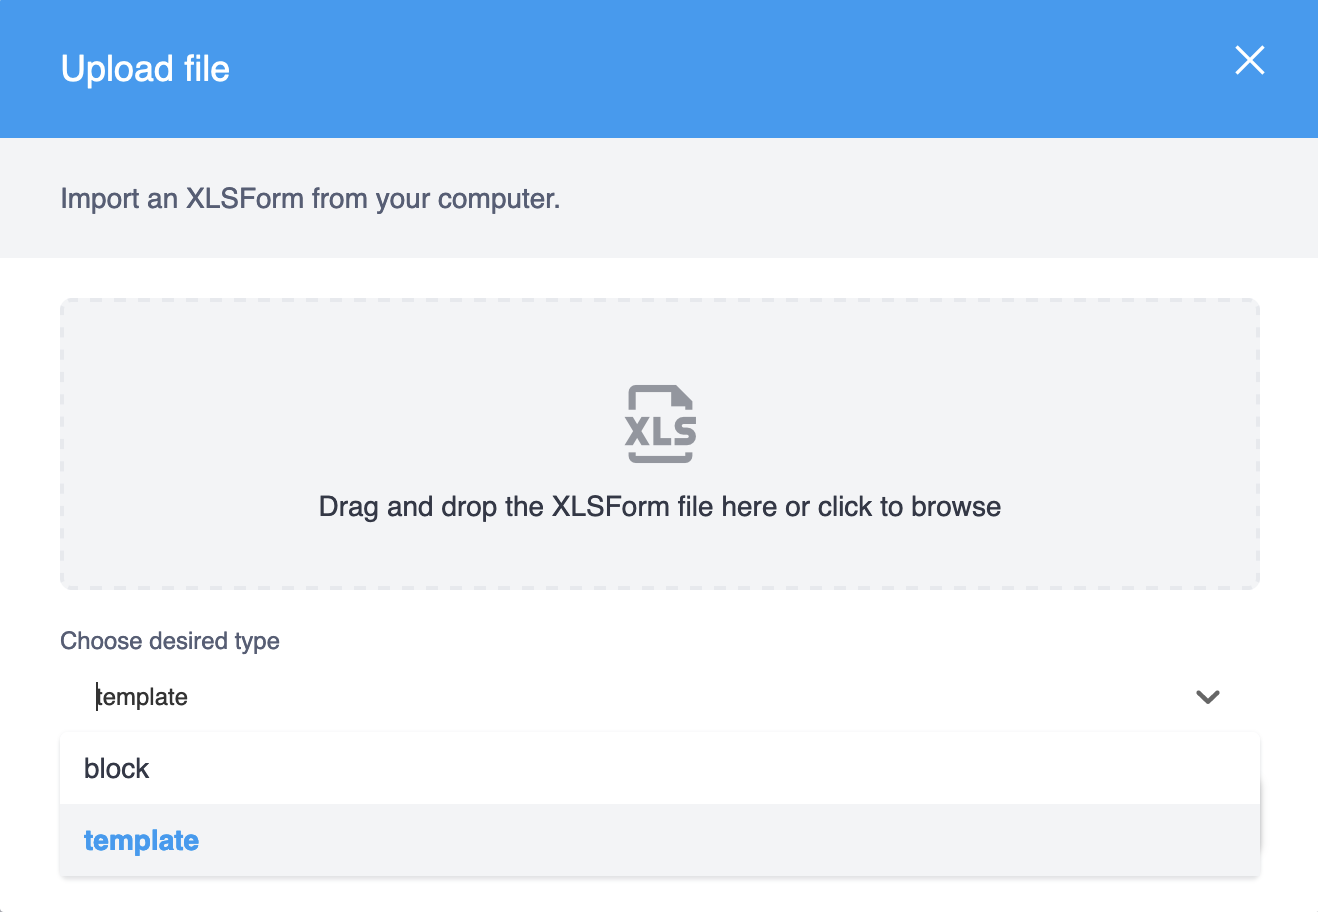 Upload file
Import an XLSForm from your computer.
XLS
Drag and drop the XLSForm file here or click to browse
Choose desired type
template
block
template